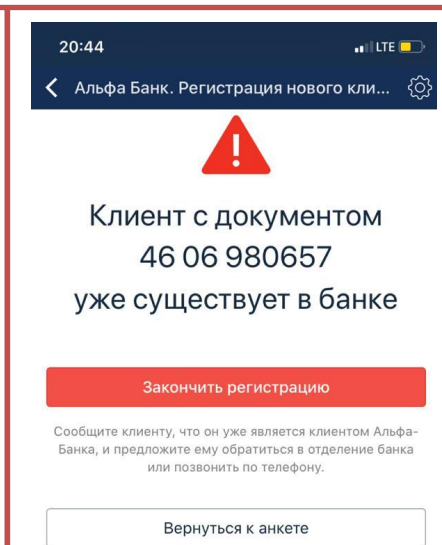 20:44
LTE
Альфа Банк. Регистрация нового кли...
Клиент с документом
46 06 980657
уже существует в банке
Закончить регистрацию
Сообщите клиенту, что он уже является клиентом Альфа-
Банка, и предложите ему обратиться в отделение банка
или позвонить по телефону.
Вернуться к анкете